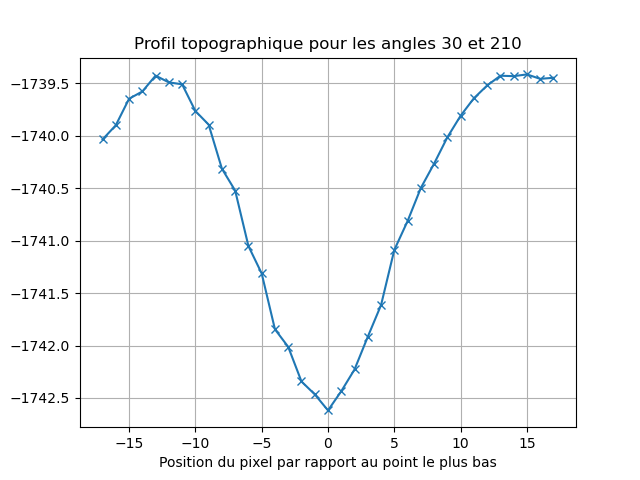 Profil topographique pour les angles 30 et 210
−1739.5
−1740.0
−1740.5
−1741.0
−1741.5
−1742.0
−1742.5
−15 −10 −5 0 5 10 15
Position du pixel par rapport au point le plus bas